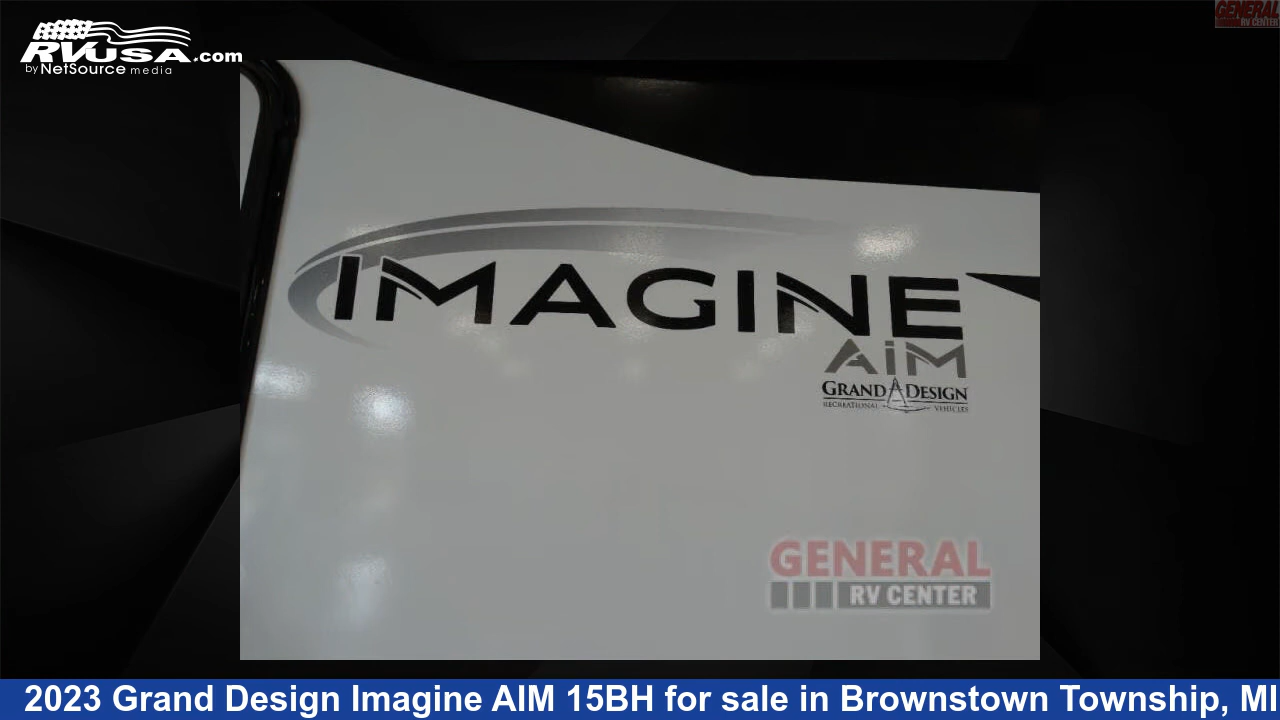 RVUSA.com
by NetSource media
GENERAL
RV CENTER
IMAGINE
AiM
GRAND DESIGN
RECREATIONAL VEHICLES
GENERAL
RV CENTER
2023 Grand Design Imagine AIM 15BH for sale in Brownstown Township, MI